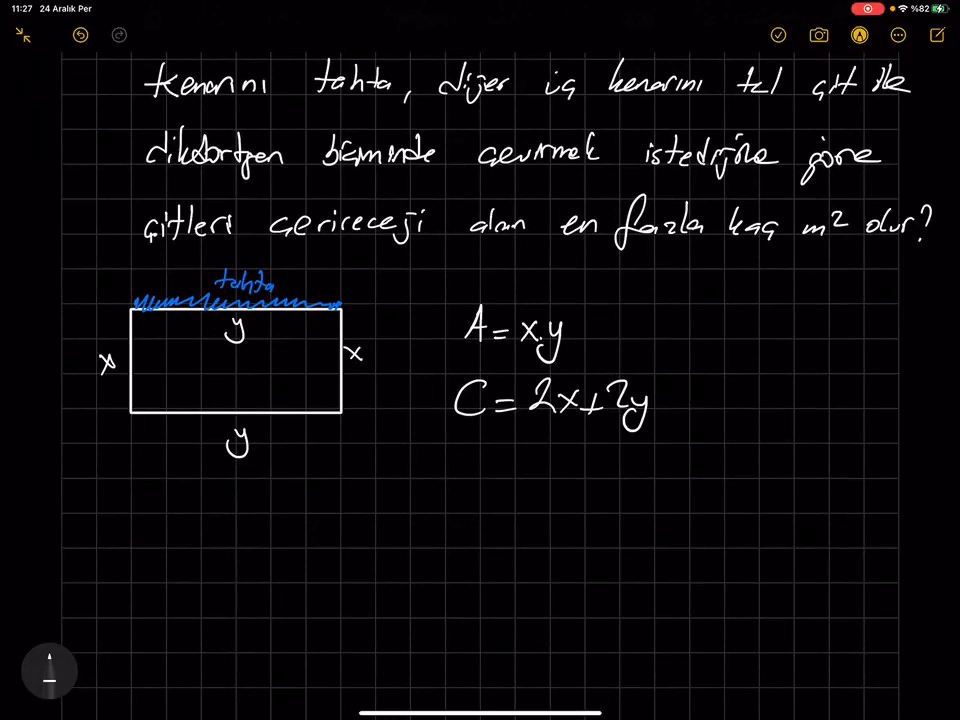 11:27 24 Aralık Per %82
kenarını tahta, diğer üç kenarını tel çit ile
dikdörtgen biçiminde çevirmek istediğine göre
çitleri çevireceği alan en fazla kaç m² olur?
tahta
y
x x
y
A = x.y
C = 2x+2y